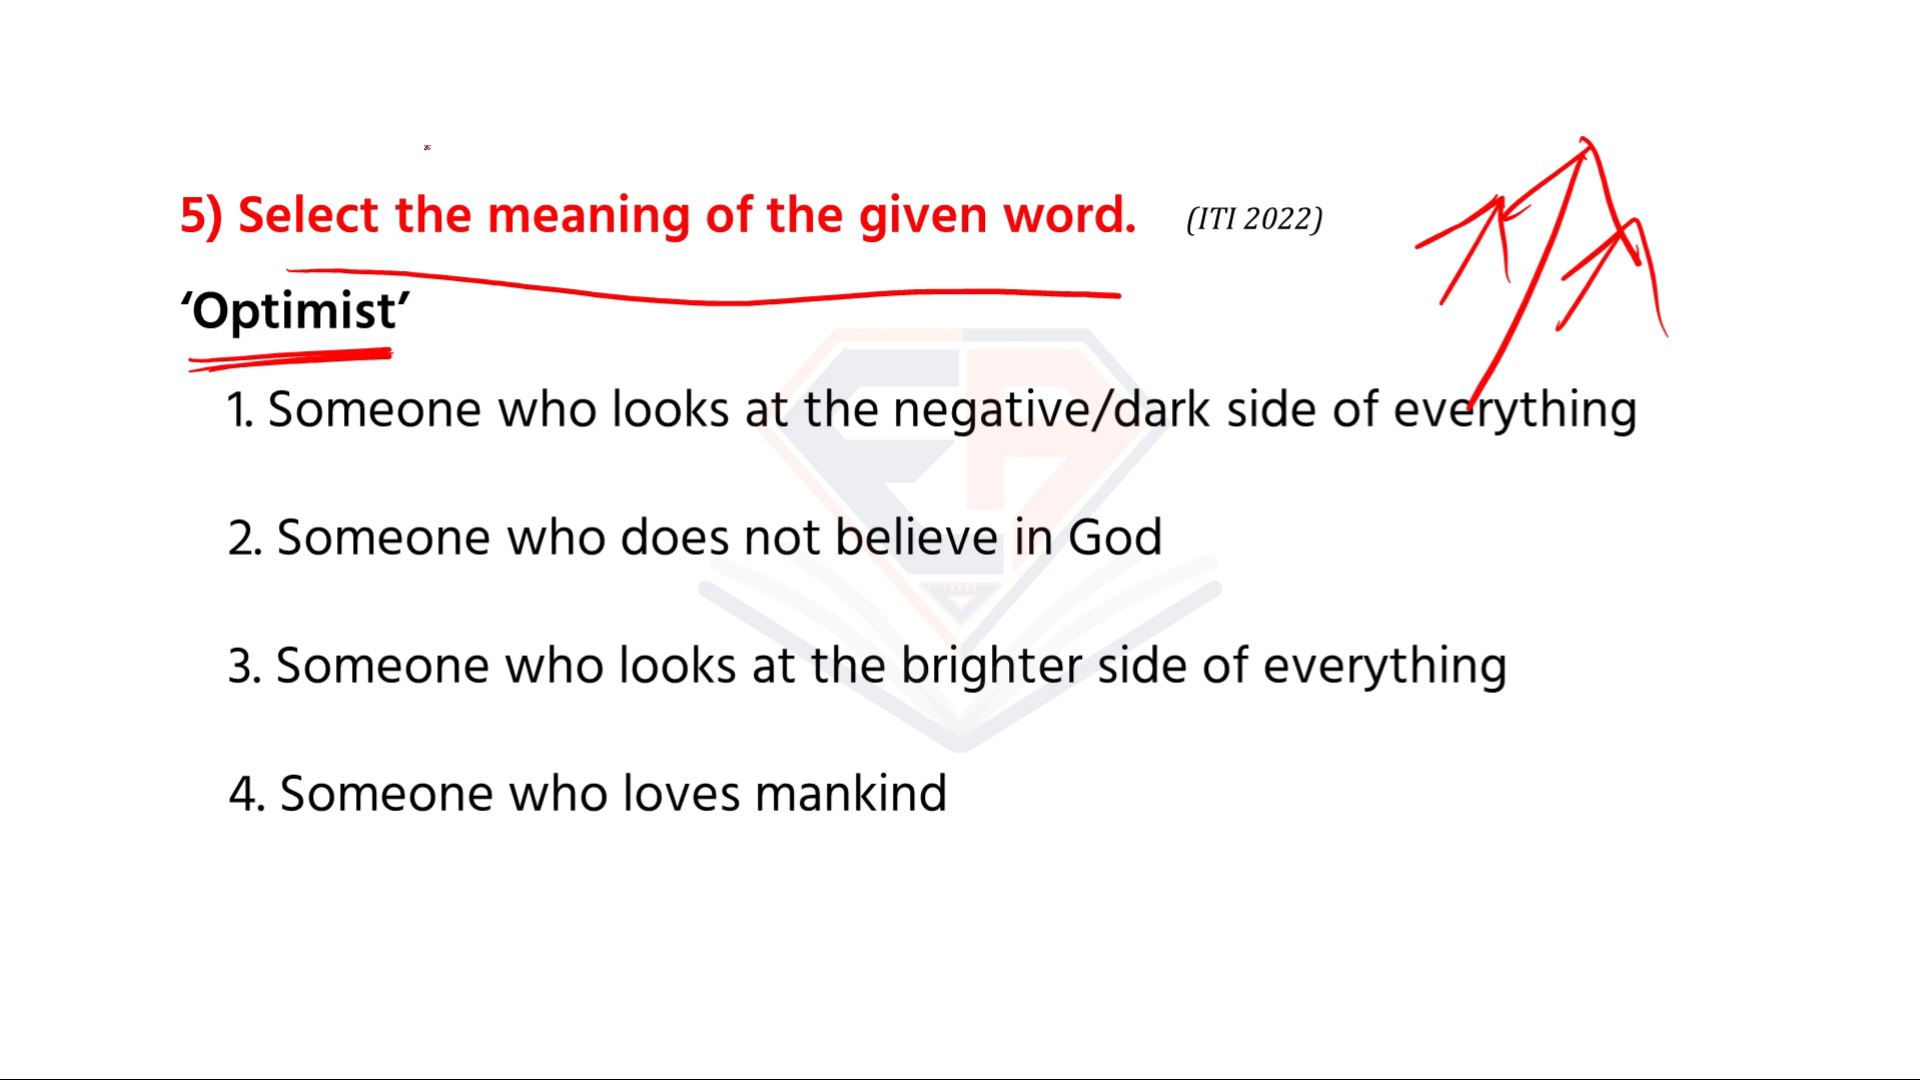 5) Select the meaning of the given word. (ITI 2022)
‘Optimist’
1. Someone who looks at the negative/dark side of everything
2. Someone who does not believe in God
3. Someone who looks at the brighter side of everything
4. Someone who loves mankind